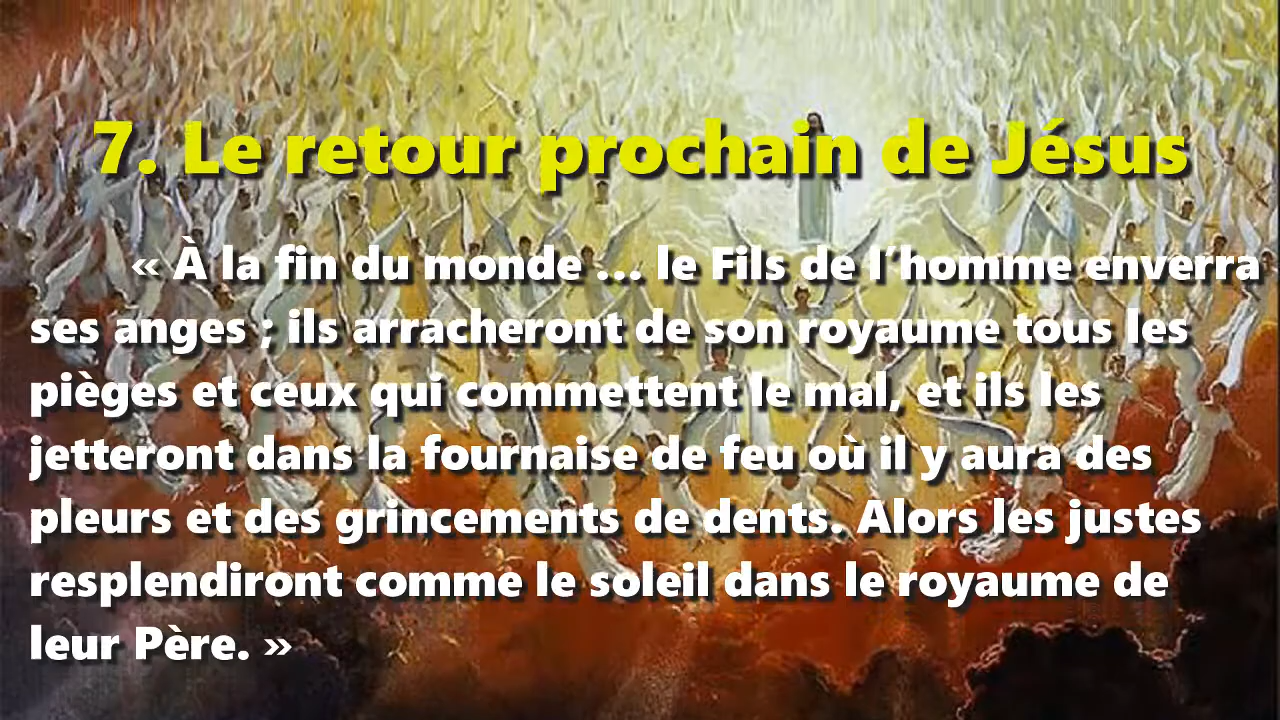 7. Le retour prochain de Jésus
« À la fin du monde ... le Fils de l’homme enverra
ses anges ; ils arracheront de son royaume tous les
pièges et ceux qui commettent le mal, et ils les
jetteront dans la fournaise de feu où il y aura des
pleurs et des grincements de dents. Alors les justes
resplendiront comme le soleil dans le royaume de
leur Père. »